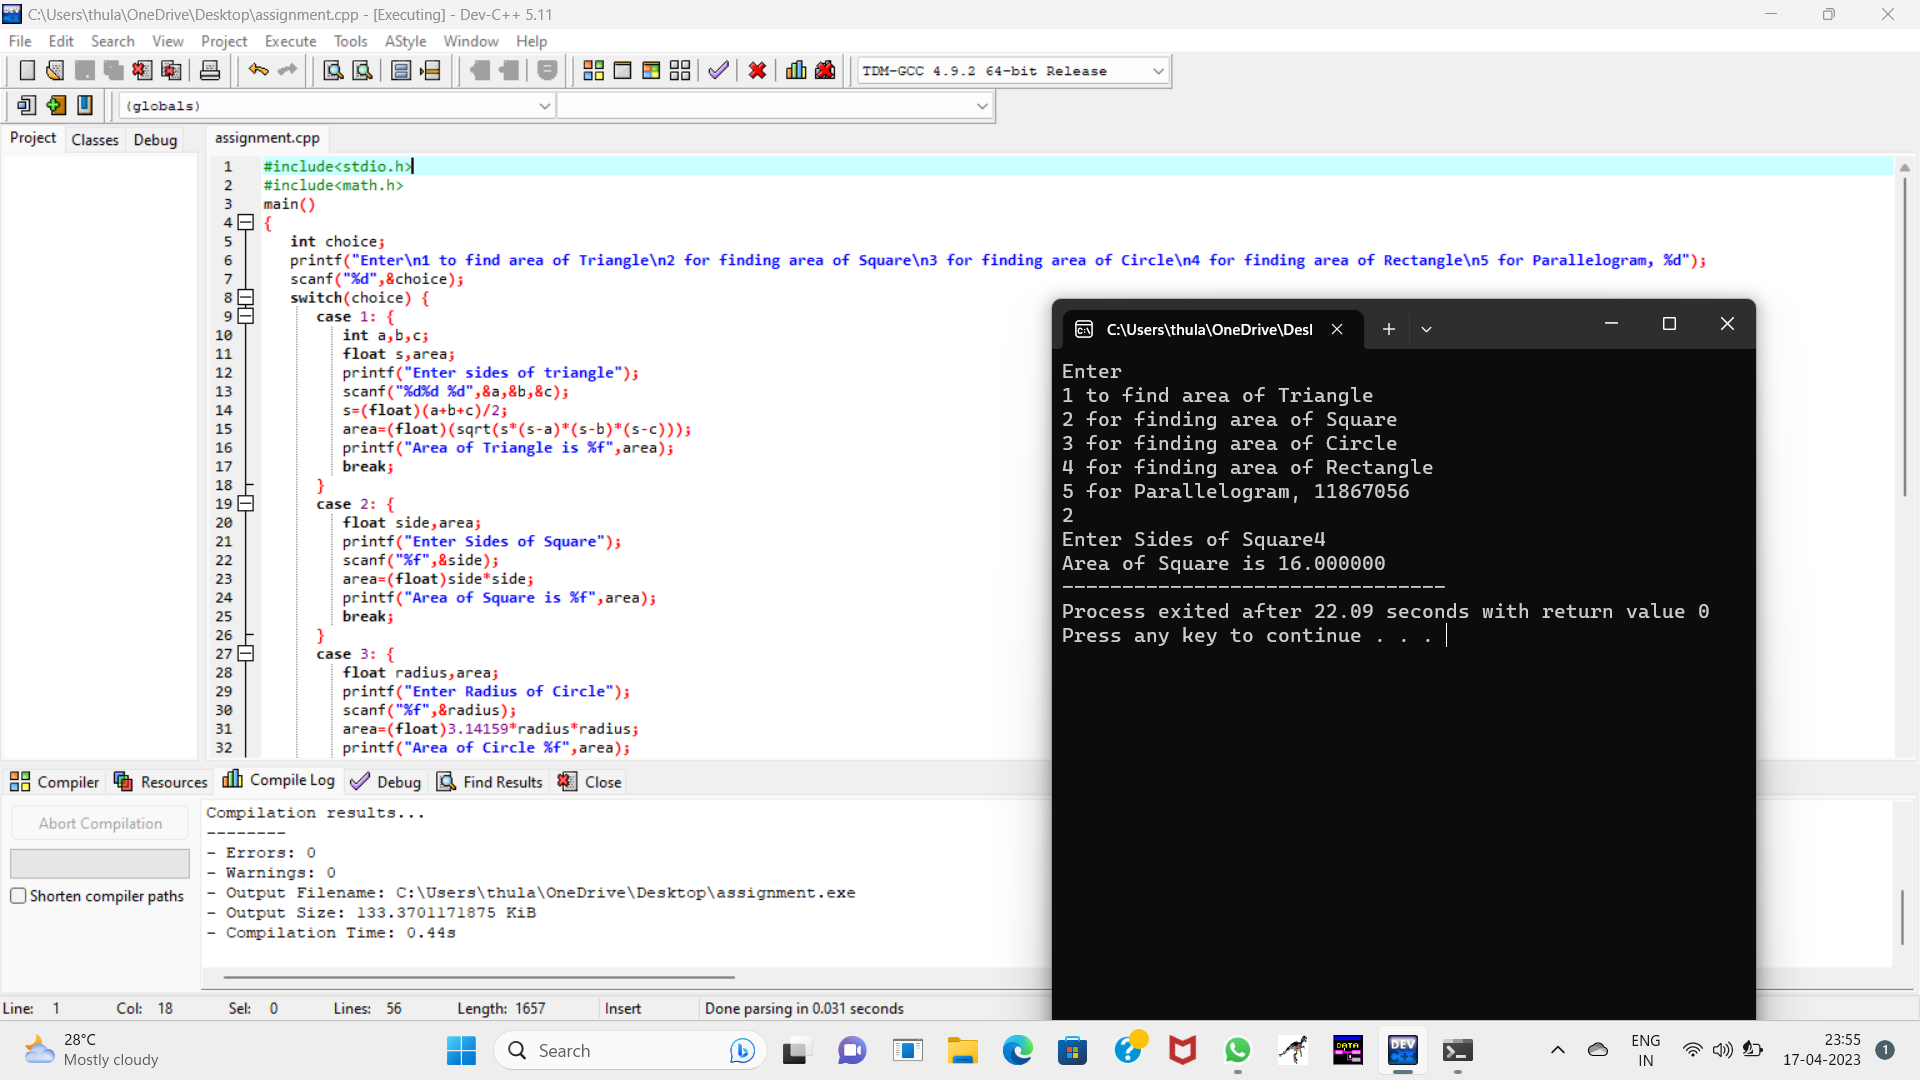 C:\Users\thula\OneDrive\Desktop\assignment.cpp - [Executing] - Dev-C++ 5.11
File Edit Search View Project Execute Tools AStyle Window Help
TDM-GCC 4.9.2 64-bit Release
(globals)
Project Classes Debug
assignment.cpp
1 #include<stdio.h>
2 #include<math.h>
3 main()
4 {
5 int choice;
6 printf("Enter\n1 to find area of Triangle\n2 for finding area of Square\n3 for finding area of Circle\n4 for finding area of Rectangle\n5 for Parallelogram, %d");
7 scanf("%d",&choice);
8 switch(choice) {
9 case 1: {
10 int a,b,c;
11 float s,area;
12 printf("Enter sides of triangle");
13 scanf("%d%d %d",&a,&b,&c);
14 s=(float)(a+b+c)/2;
15 area=(float)(sqrt(s*(s-a)*(s-b)*(s-c)));
16 printf("Area of Triangle is %f",area);
17 break;
18 }
19 case 2: {
20 float side,area;
21 printf("Enter Sides of Square");
22 scanf("%f",&side);
23 area=(float)side*side;
24 printf("Area of Square is %f",area);
25 break;
26 }
27 case 3: {
28 float radius,area;
29 printf("Enter Radius of Circle");
30 scanf("%f",&radius);
31 area=(float)3.14159*radius*radius;
32 printf("Area of Circle %f",area);
C:\Users\thula\OneDrive\Desl
Enter
1 to find area of Triangle
2 for finding area of Square
3 for finding area of Circle
4 for finding area of Rectangle
5 for Parallelogram, 11867056
2
Enter Sides of Square4
Area of Square is 16.000000
--------------------------------
Process exited after 22.09 seconds with return value 0
Press any key to continue . . .
Compiler Resources Compile Log Debug Find Results Close
Abort Compilation
Shorten compiler paths
Compilation results...
--------
- Errors: 0
- Warnings: 0
- Output Filename: C:\Users\thula\OneDrive\Desktop\assignment.exe
- Output Size: 133.3701171875 KiB
- Compilation Time: 0.44s
Line: 1 Col: 18 Sel: 0 Lines: 56 Length: 1657 Insert Done parsing in 0.031 seconds
28°C
Mostly cloudy
Search
DATA
DEV
C++
ENG
IN
23:55
17-04-2023
1